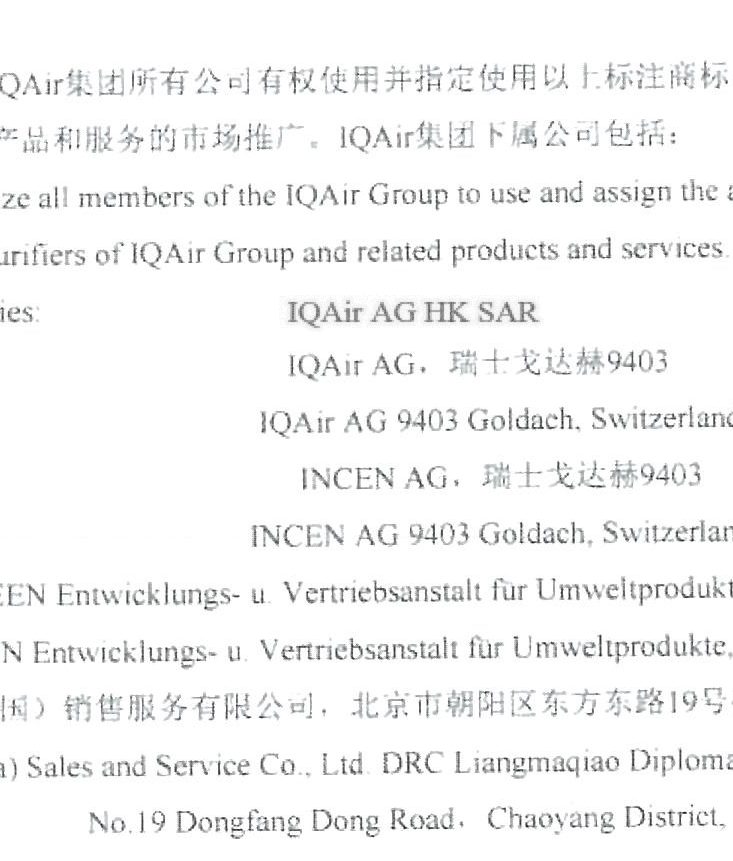 QAir集团所有公司有权使用并指定使用以上标注商标
产品和服务的市场推广。IQAir集团下属公司包括：
ze all members of the IQAir Group to use and assign the a
urifiers of IQAir Group and related products and services.
ies:
IQAir AG HK SAR
IQAir AG，瑞士戈达赫9403
IQAir AG 9403 Goldach, Switzerland
INCEN AG，瑞士戈达赫9403
INCEN AG 9403 Goldach, Switzerlan
EEN Entwicklungs- u. Vertriebsanstalt für Umweltprodukt
N Entwicklungs- u. Vertriebsanstalt für Umweltprodukte,
国）销售服务有限公司，北京市朝阳区东方东路19号
a) Sales and Service Co., Ltd. DRC Liangmaqiao Diploma
No.19 Dongfang Dong Road，Chaoyang District,